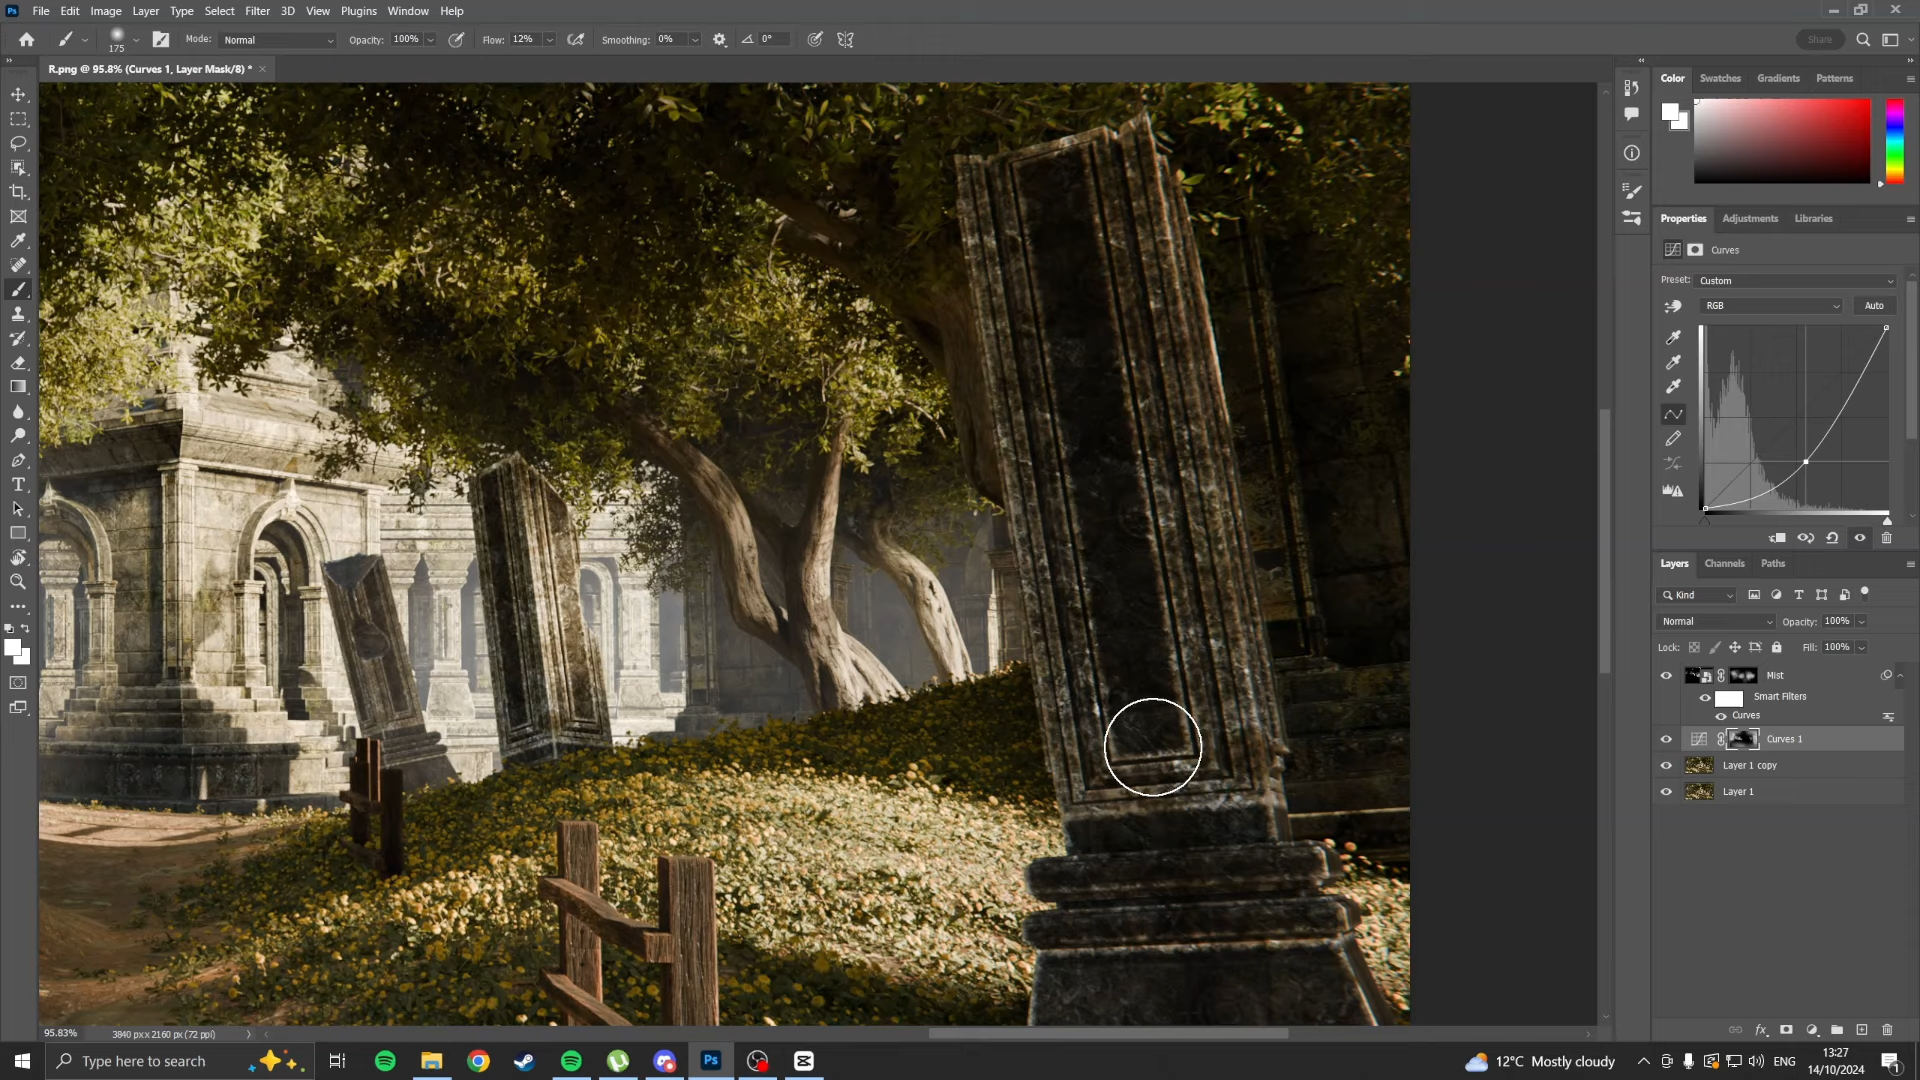 Ps File Edit Image Layer Type Select Filter 3D View Plugins Window Help
175 Mode: Normal Opacity: 100% Flow: 12% Smoothing: 0% 0° Share
R.png @ 95.8% (Curves 1, Layer Mask/8) *
Color Swatches Gradients Patterns
Properties Adjustments Libraries
Curves
Preset: Custom
RGB Auto
Layers Channels Paths
Kind
Normal Opacity: 100%
Lock: Fill: 100%
Mist
Smart Filters
Curves
Curves 1
Layer 1 copy
Layer 1
95.83% 3840 px x 2160 px (72 ppi)
Type here to search Ps 12°C Mostly cloudy ENG 13:27
14/10/2024 1